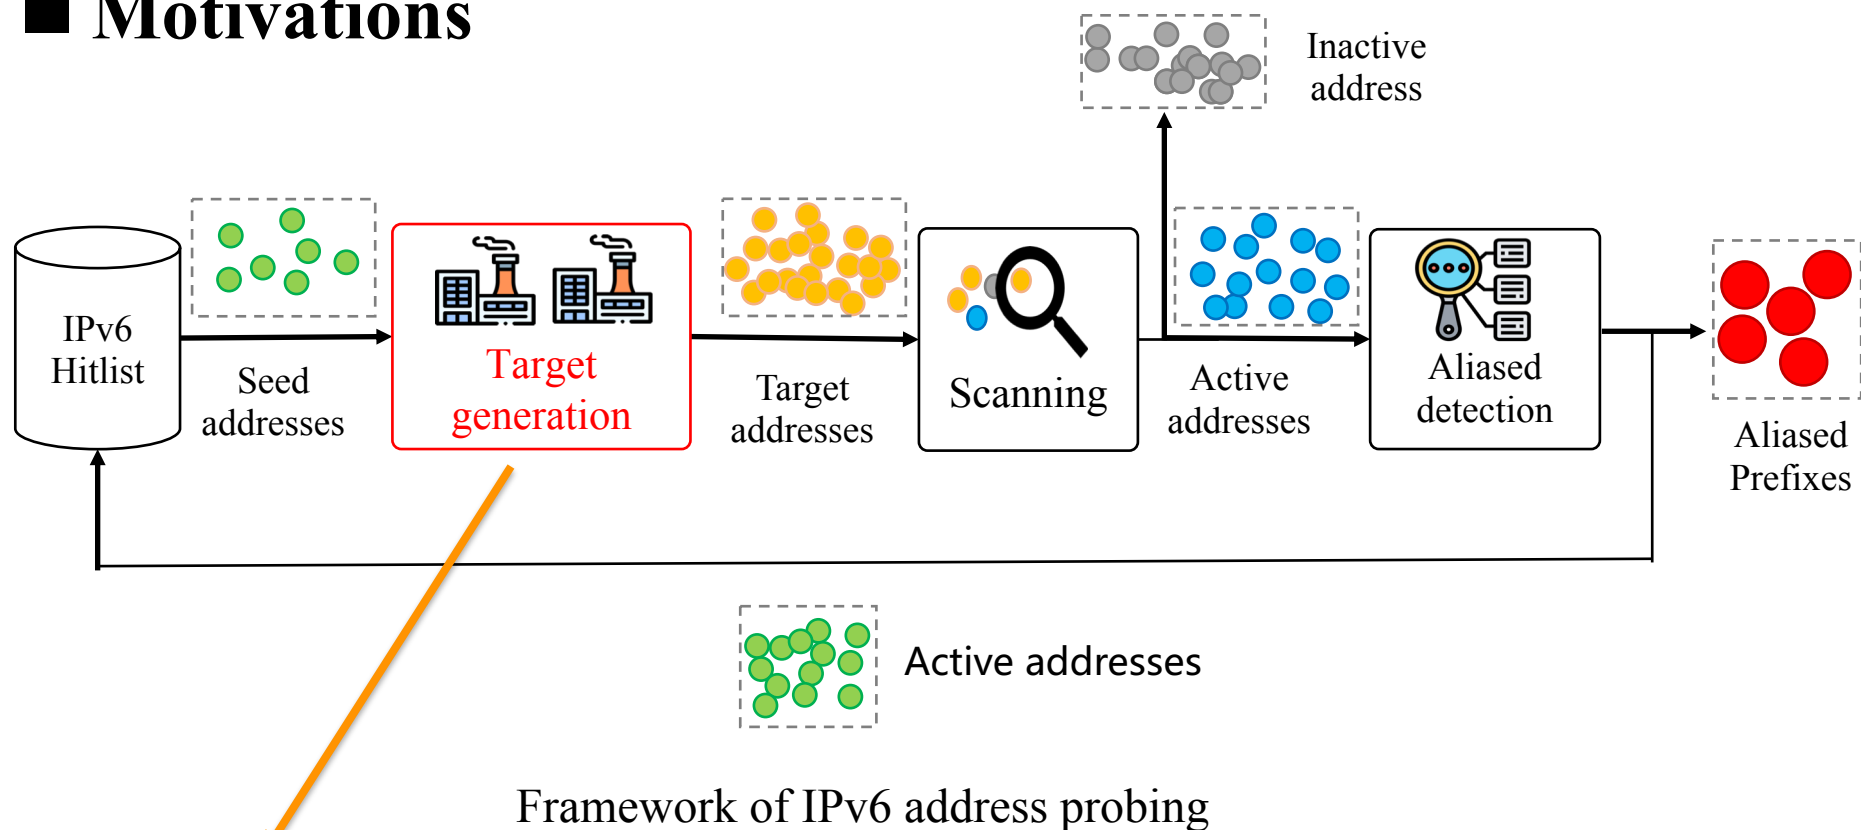 ■ Motivations
Inactive
address
IPv6
Hitlist
Seed
addresses
Target
generation
Target
addresses
Scanning
Active
addresses
Aliased
detection
Aliased
Prefixes
Active addresses
Framework of IPv6 address probing